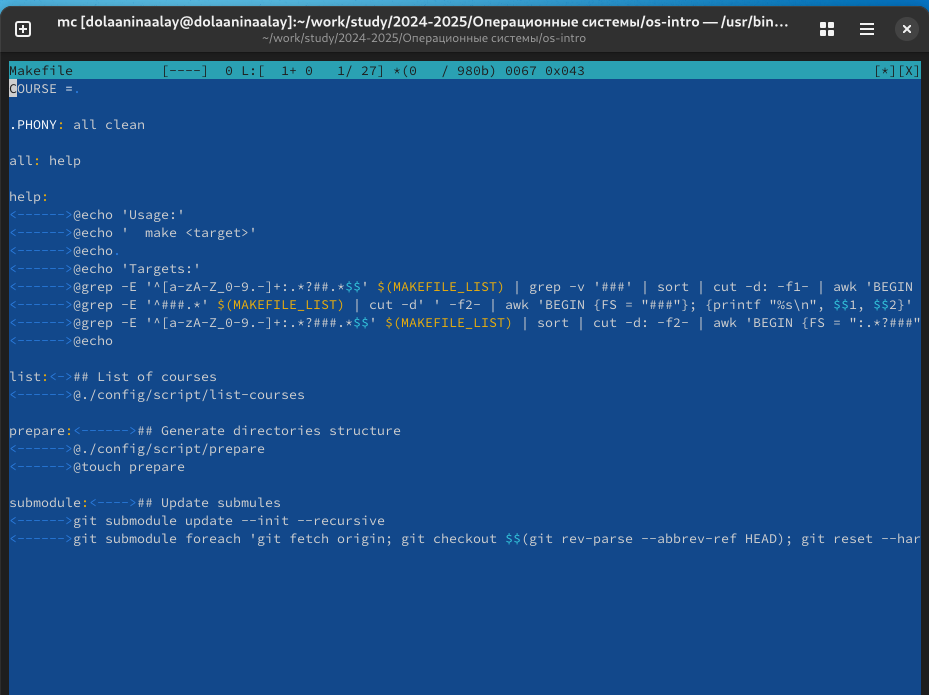 mc [dolaaninaalay@dolaaninaalay]:~/work/study/2024-2025/Операционные системы/os-intro — /usr/bin…
~/work/study/2024-2025/Операционные системы/os-intro
Makefile           [----]  0 L:[  1+ 0   1/ 27] *(0   / 980b) 0067 0x043                                    [*][X]
COURSE =.

.PHONY: all clean

all: help

help:
<------>@echo 'Usage:'
<------>@echo '  make <target>'
<------>@echo.
<------>@echo 'Targets:'
<------>@grep -E '^[a-zA-Z_0-9.-]+:.*?##.*$$' $(MAKEFILE_LIST) | grep -v '###' | sort | cut -d: -f1- | awk 'BEGIN
<------>@grep -E '^###.*' $(MAKEFILE_LIST) | cut -d' ' -f2- | awk 'BEGIN {FS = "###"}; {printf "%s\n", $$1, $$2}'
<------>@grep -E '^[a-zA-Z_0-9.-]+:.*?###.*$$' $(MAKEFILE_LIST) | sort | cut -d: -f2- | awk 'BEGIN {FS = ":.*?###"
<------>@echo

list:<->## List of courses
<------>@./config/script/list-courses

prepare:<------>## Generate directories structure
<------>@./config/script/prepare
<------>@touch prepare

submodule:<---->## Update submules
<------>git submodule update --init --recursive
<------>git submodule foreach 'git fetch origin; git checkout $$(git rev-parse --abbrev-ref HEAD); git reset --har